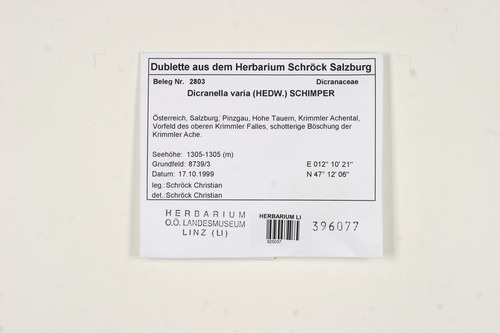 Dublette aus dem Herbarium Schröck Salzburg
Beleg Nr. 2803 Dicranaceae
Dicranella varia (HEDW.) SCHIMPER
Österreich, Salzburg, Pinzgau, Hohe Tauern, Krimmler Achental,
Vorfeld des oberen Krimmler Falles, schotterige Böschung der
Krimmler Ache.
Seehöhe: 1305-1305 (m)
Grundfeld: 8739/3 E 012° 10' 21"
Datum: 17.10.1999 N 47° 12' 06"
leg.:Schröck Christian
det.:Schröck Christian
HERBARIUM
O.Ö. LANDESMUSEUM
LINZ (LI)
HERBARIUM LI
925037
396077